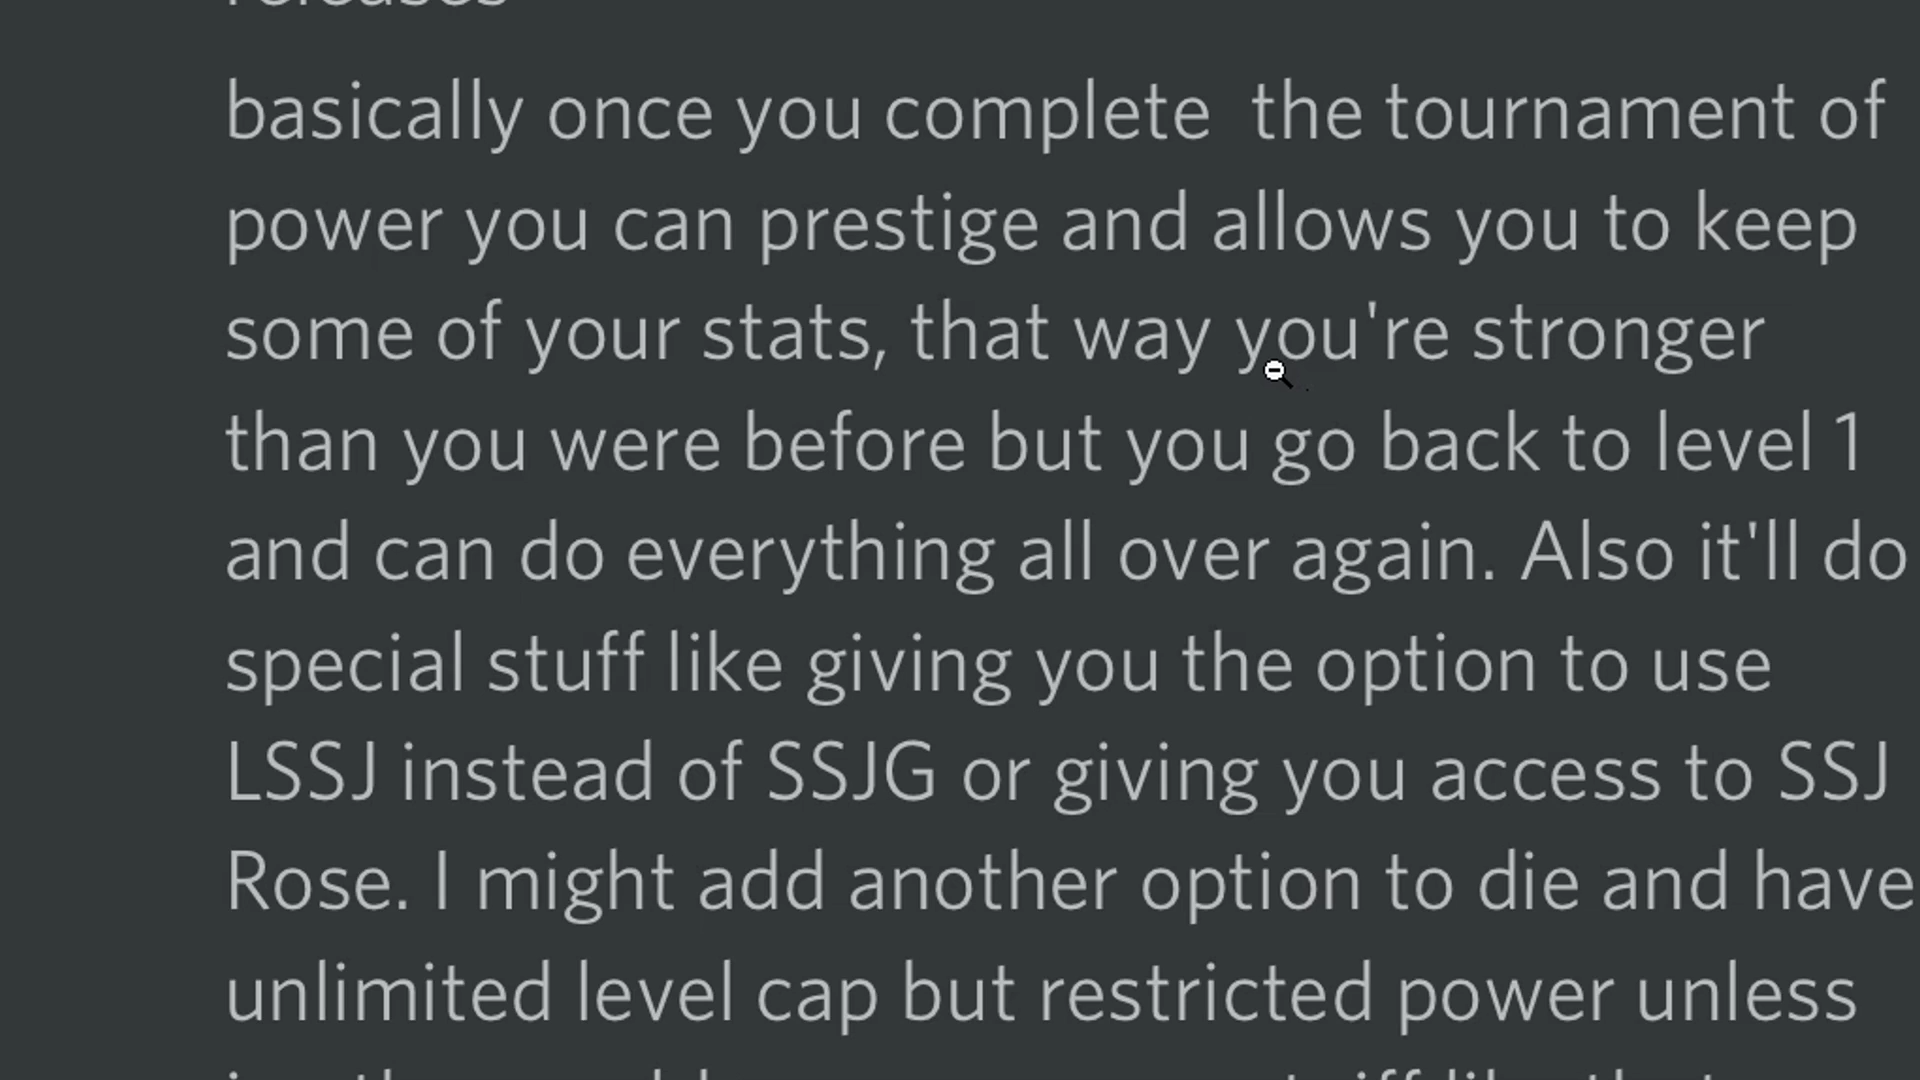 releases
basically once you complete  the tournament of
power you can prestige and allows you to keep
some of your stats, that way you're stronger
than you were before but you go back to level 1
and can do everything all over again. Also it'll do
special stuff like giving you the option to use
LSSJ instead of SSJG or giving you access to SSJ
Rose. I might add another option to die and have
unlimited level cap but restricted power unless
like that